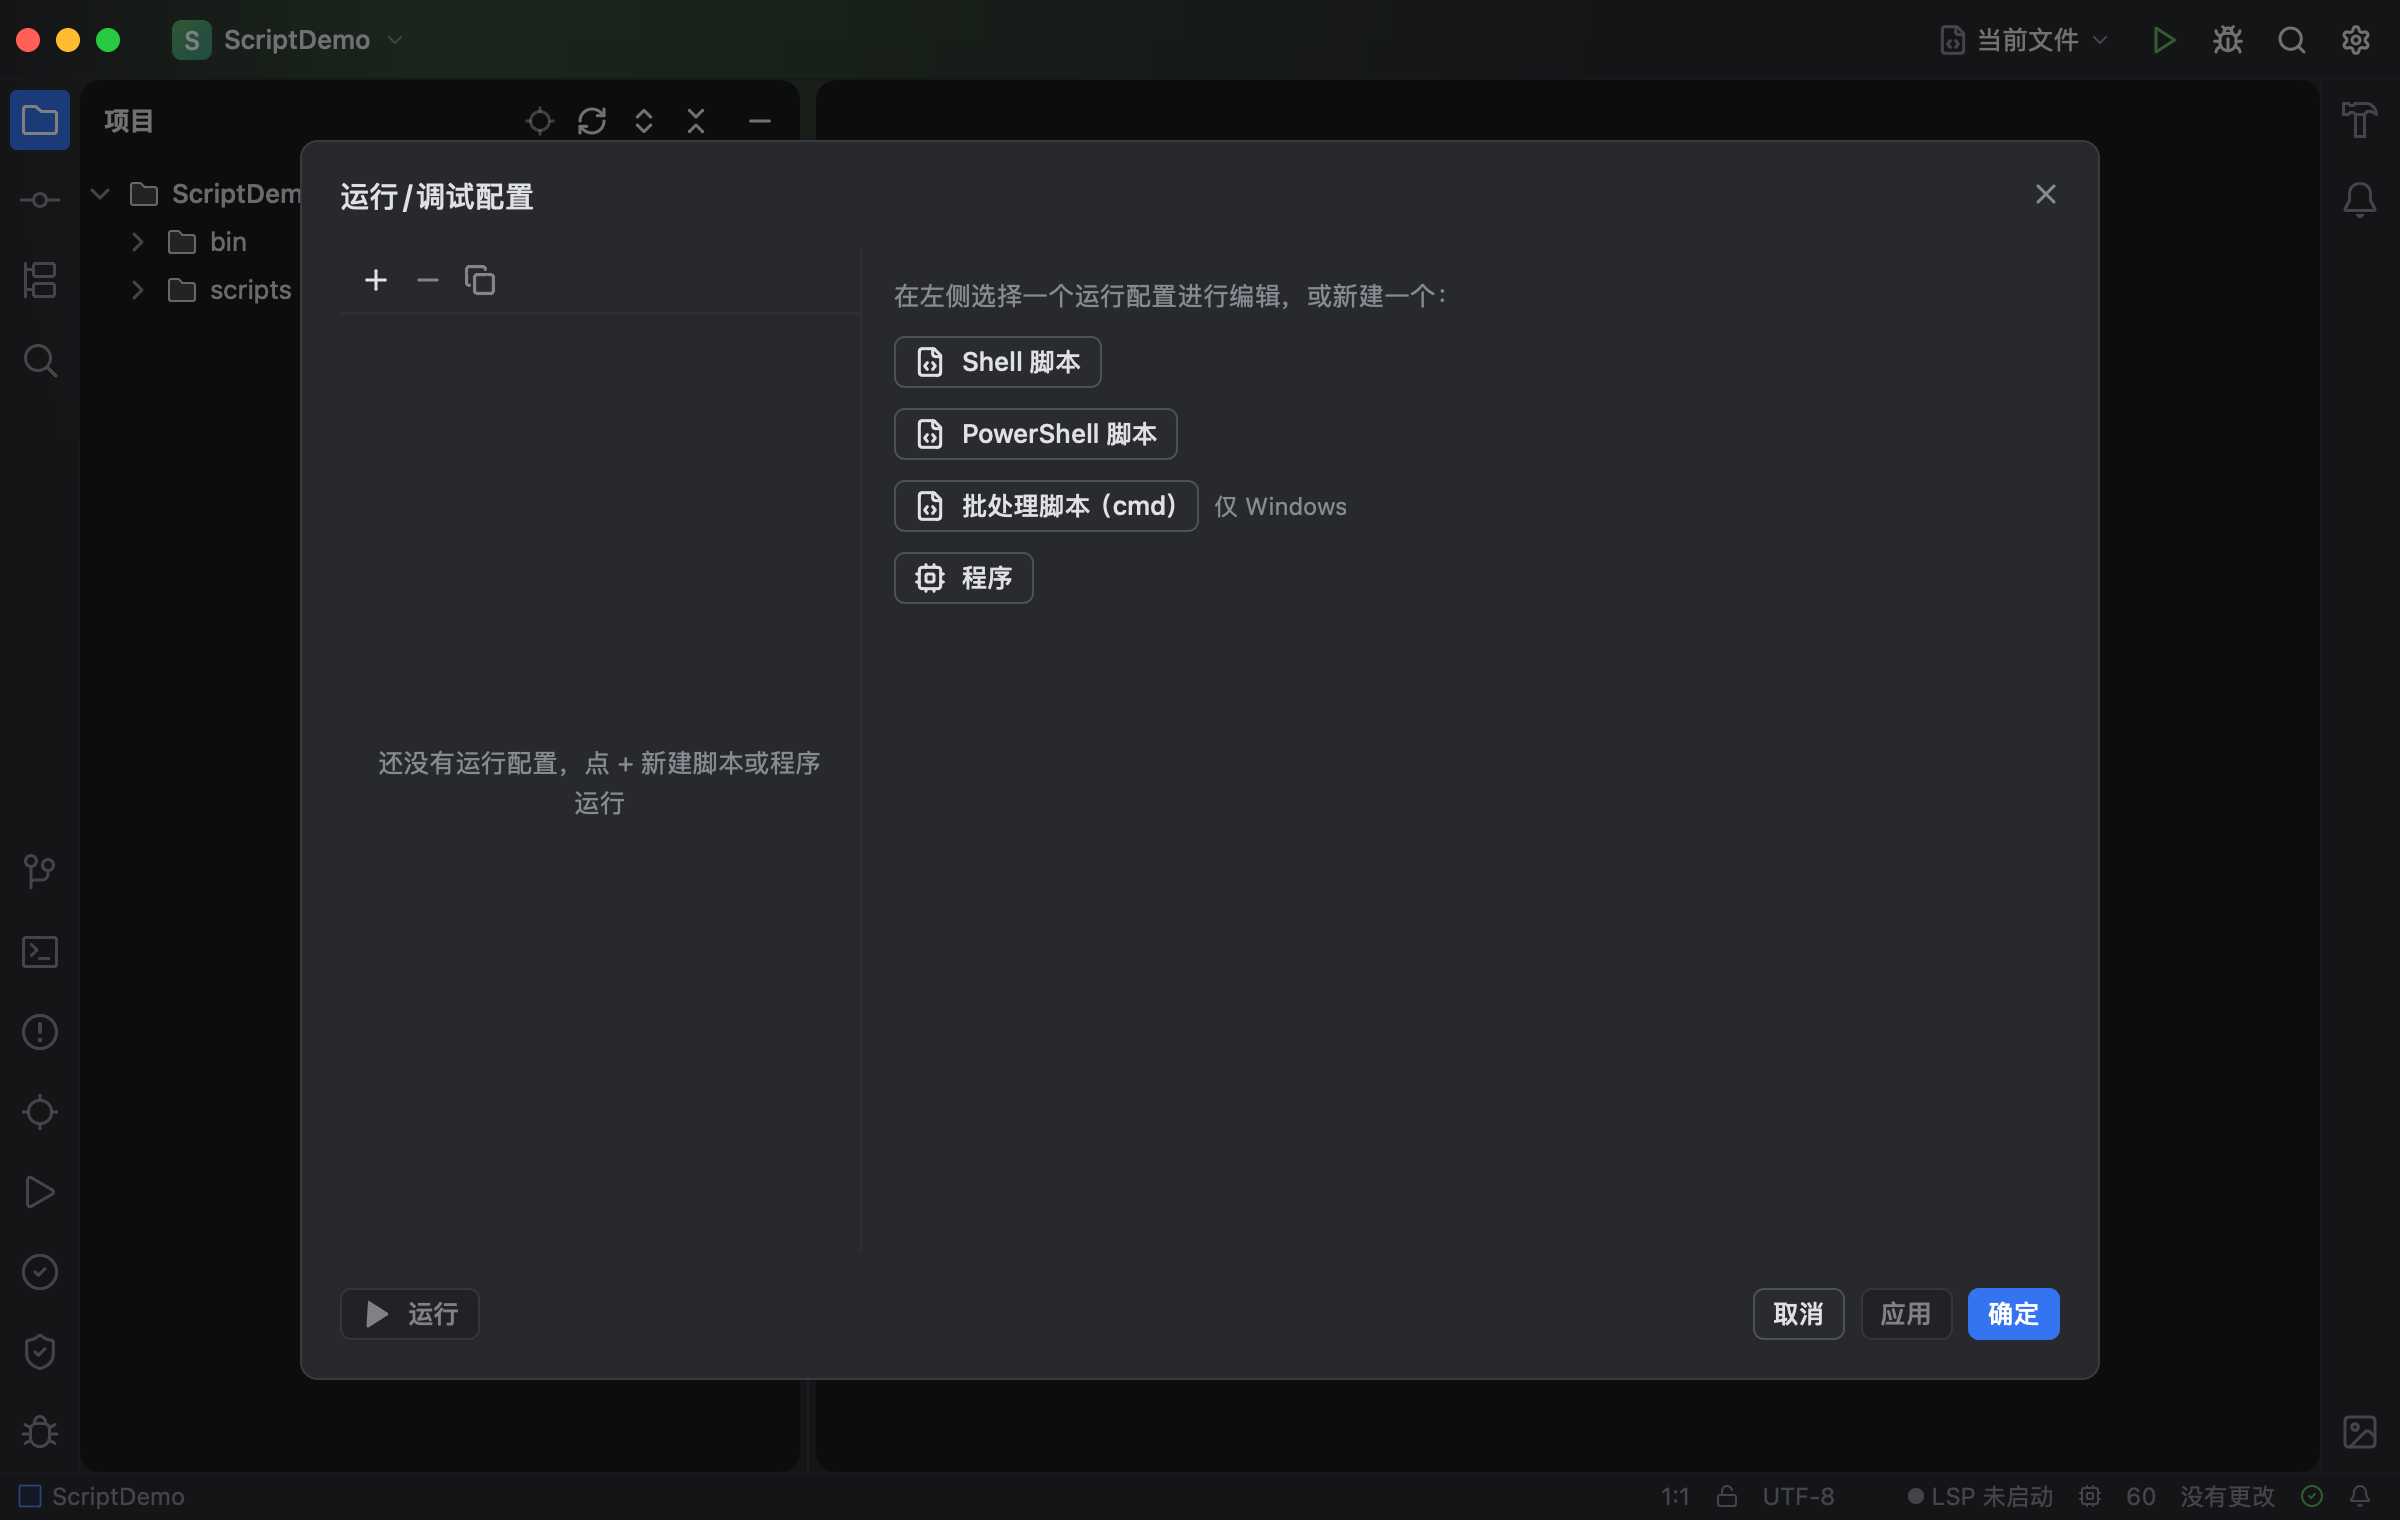 S ScriptDemo
当前文件
项目
ScriptDem
bin
scripts
运行/调试配置
在左侧选择一个运行配置进行编辑，或新建一个：
Shell 脚本
PowerShell 脚本
批处理脚本（cmd） 仅 Windows
程序
还没有运行配置，点 + 新建脚本或程序
运行
运行
取消
应用
确定
ScriptDemo
1:1
UTF-8
LSP 未启动
60
没有更改